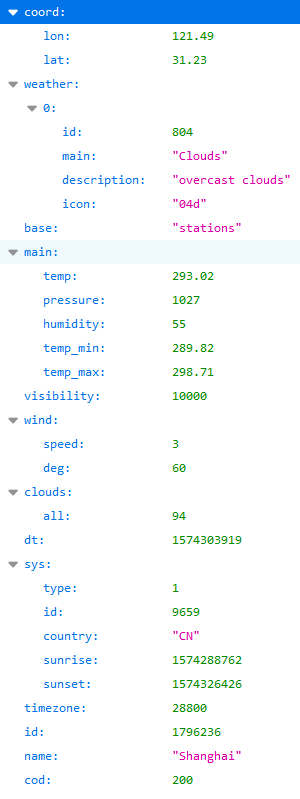 coord:
lon: 121.49
lat: 31.23
weather:
0:
id: 804
main: "Clouds"
description: "overcast clouds"
icon: "04d"
base: "stations"
main:
temp: 293.02
pressure: 1027
humidity: 55
temp_min: 289.82
temp_max: 298.71
visibility: 10000
wind:
speed: 3
deg: 60
clouds:
all: 94
dt: 1574303919
sys:
type: 1
id: 9659
country: "CN"
sunrise: 1574288762
sunset: 1574326426
timezone: 28800
id: 1796236
name: "Shanghai"
cod: 200